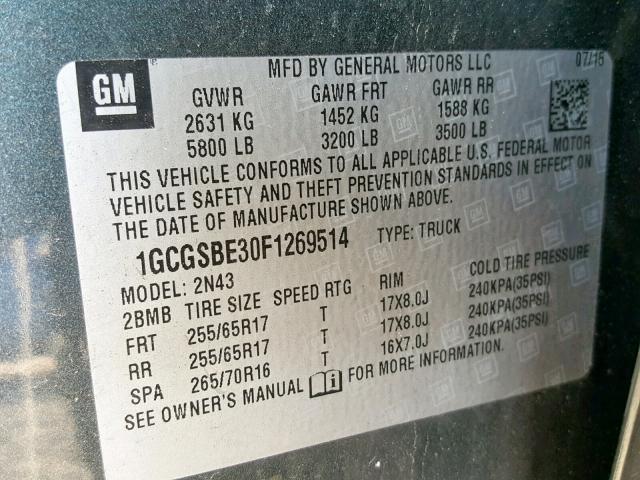 GM
MFD BY GENERAL MOTORS LLC 07/15
GVWR GAWR FRT GAWR RR
2631 KG 1452 KG 1588 KG
5800 LB 3200 LB 3500 LB
THIS VEHICLE CONFORMS TO ALL APPLICABLE U.S. FEDERAL MOTOR
VEHICLE SAFETY AND THEFT PREVENTION STANDARDS IN EFFECT ON
THE DATE OF MANUFACTURE SHOWN ABOVE.
1GCGSBE30F1269514 TYPE: TRUCK
MODEL: 2N43
2BMB TIRE SIZE SPEED RTG RIM COLD TIRE PRESSURE
FRT 255/65R17 T 17X8.0J 240KPA(35PSI)
RR 255/65R17 T 17X8.0J 240KPA(35PSI)
SPA 265/70R16 T 16X7.0J 240KPA(35PSI)
SEE OWNER'S MANUAL FOR MORE INFORMATION.